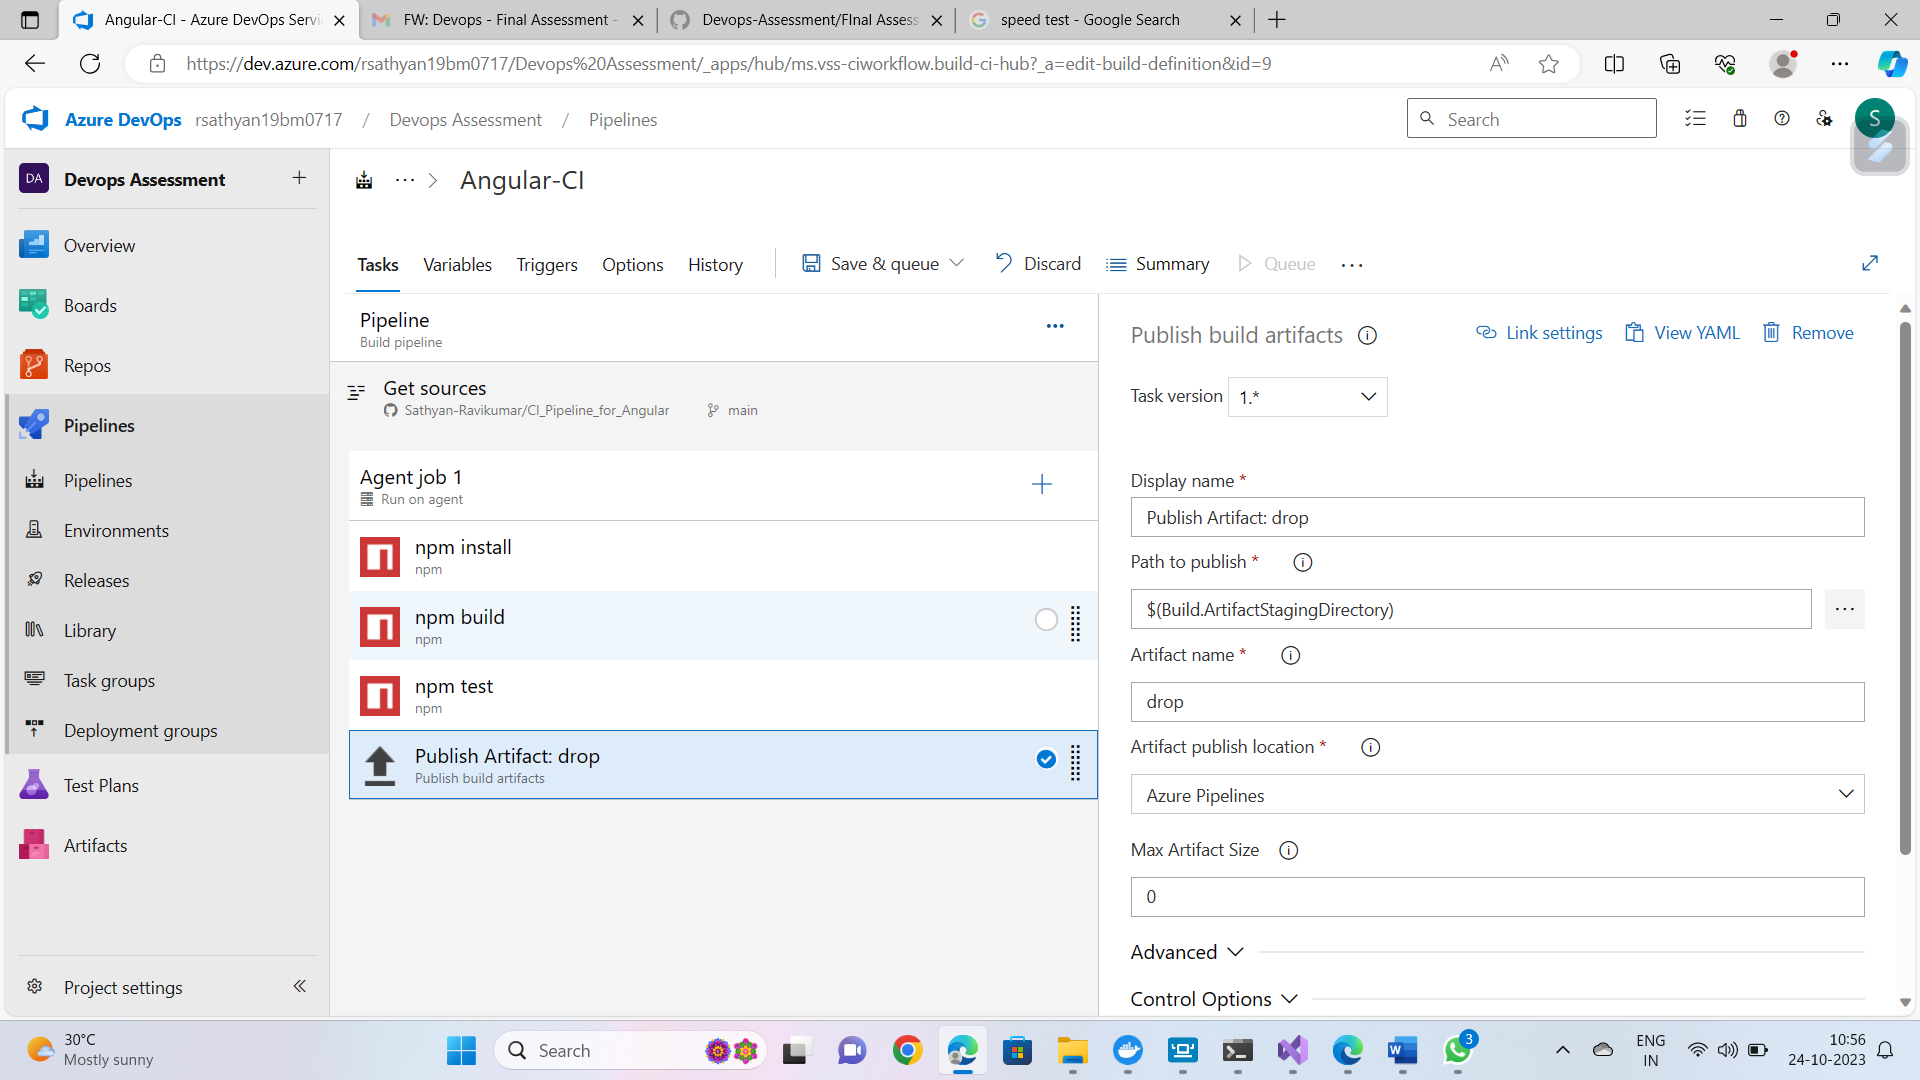 Angular-CI - Azure DevOps Servi
FW: Devops - Final Assessment -
Devops-Assessment/FInal Assess
speed test - Google Search
https://dev.azure.com/rsathyan19bm0717/Devops%20Assessment/_apps/hub/ms.vss-ciworkflow.build-ci-hub?_a=edit-build-definition&id=9
Azure DevOps rsathyan19bm0717 / Devops Assessment / Pipelines
Search
S
DA Devops Assessment
Overview
Boards
Repos
Pipelines
Pipelines
Environments
Releases
Library
Task groups
Deployment groups
Test Plans
Artifacts
Project settings
Angular-CI
Tasks Variables Triggers Options History Save & queue Discard Summary Queue
Pipeline
Build pipeline
Get sources
Sathyan-Ravikumar/CI_Pipeline_for_Angular main
Agent job 1
Run on agent
npm install
npm
npm build
npm
npm test
npm
Publish Artifact: drop
Publish build artifacts
Publish build artifacts
Link settings View YAML Remove
Task version 1.*
Display name *
Publish Artifact: drop
Path to publish *
$(Build.ArtifactStagingDirectory)
Artifact name *
drop
Artifact publish location *
Azure Pipelines
Max Artifact Size
0
Advanced
Control Options
30°C
Mostly sunny
Search
3
ENG
IN
10:56
24-10-2023